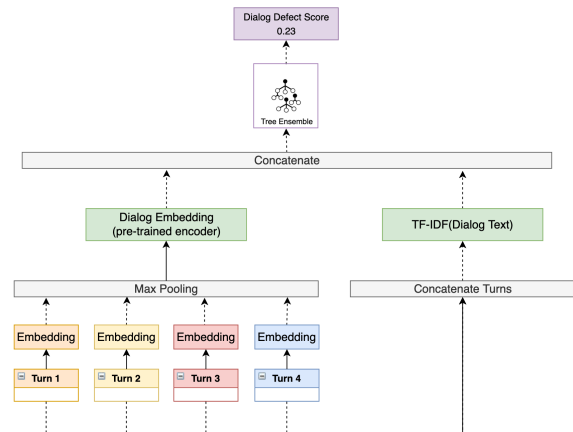 Dialog Defect Score
0.23
Tree Ensemble
Concatenate
Dialog Embedding
(pre-trained encoder)
TF-IDF(Dialog Text)
Max Pooling
Concatenate Turns
Embedding
Embedding
Embedding
Embedding
Turn 1
Turn 2
Turn 3
Turn 4